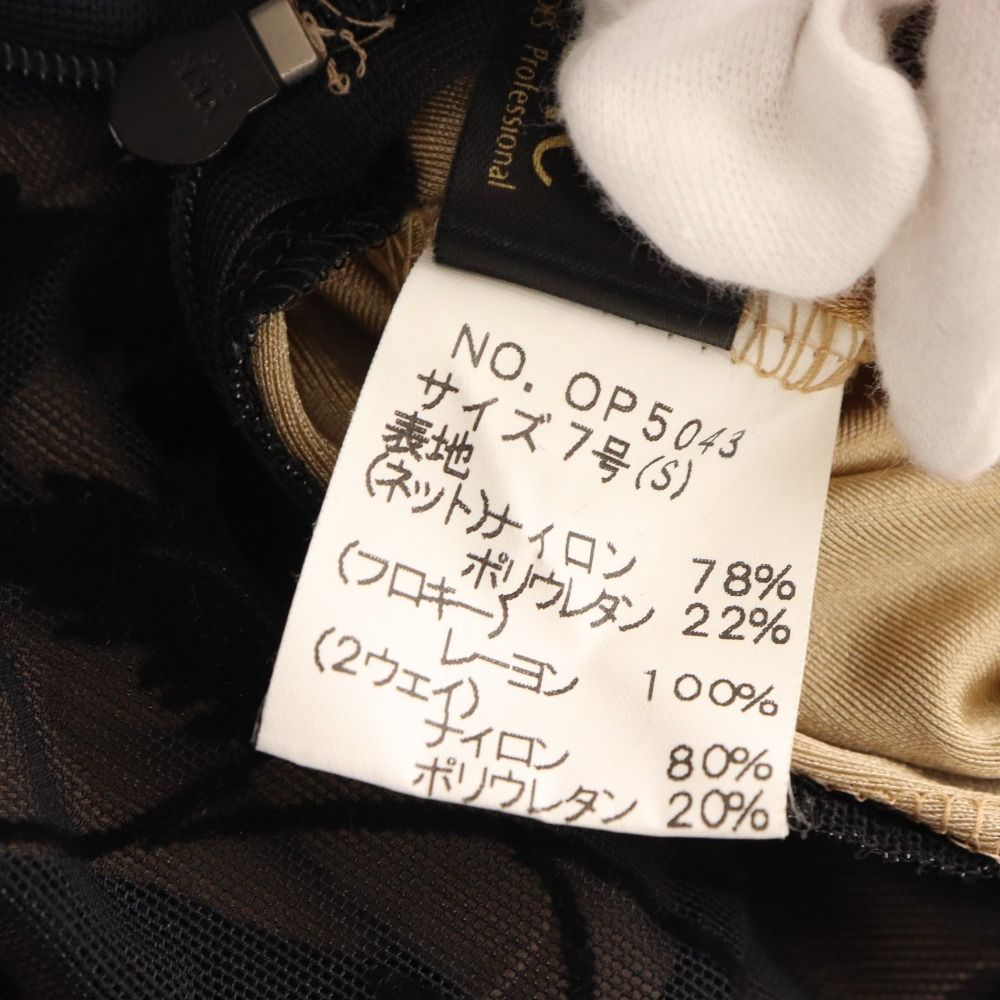 Professional
NO. OP5043
サイズ 7号(S)
表地
(ネット)ナイロン 78%
ポリウレタン 22%
(フロキー)
レーヨン 100%
(2ウェイ)
ナイロン 80%
ポリウレタン 20%
YKK